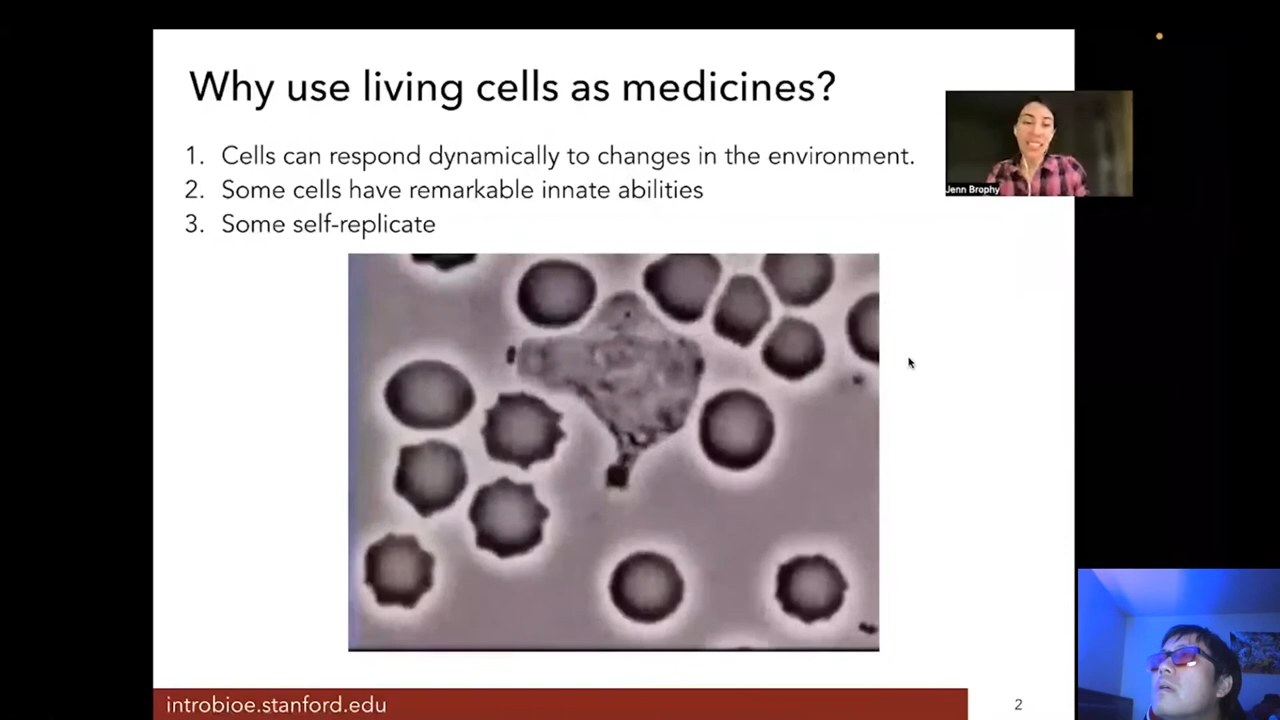 Why use living cells as medicines?
1. Cells can respond dynamically to changes in the environment.
2. Some cells have remarkable innate abilities
3. Some self-replicate
Jenn Brophy
introbioe.stanford.edu
2